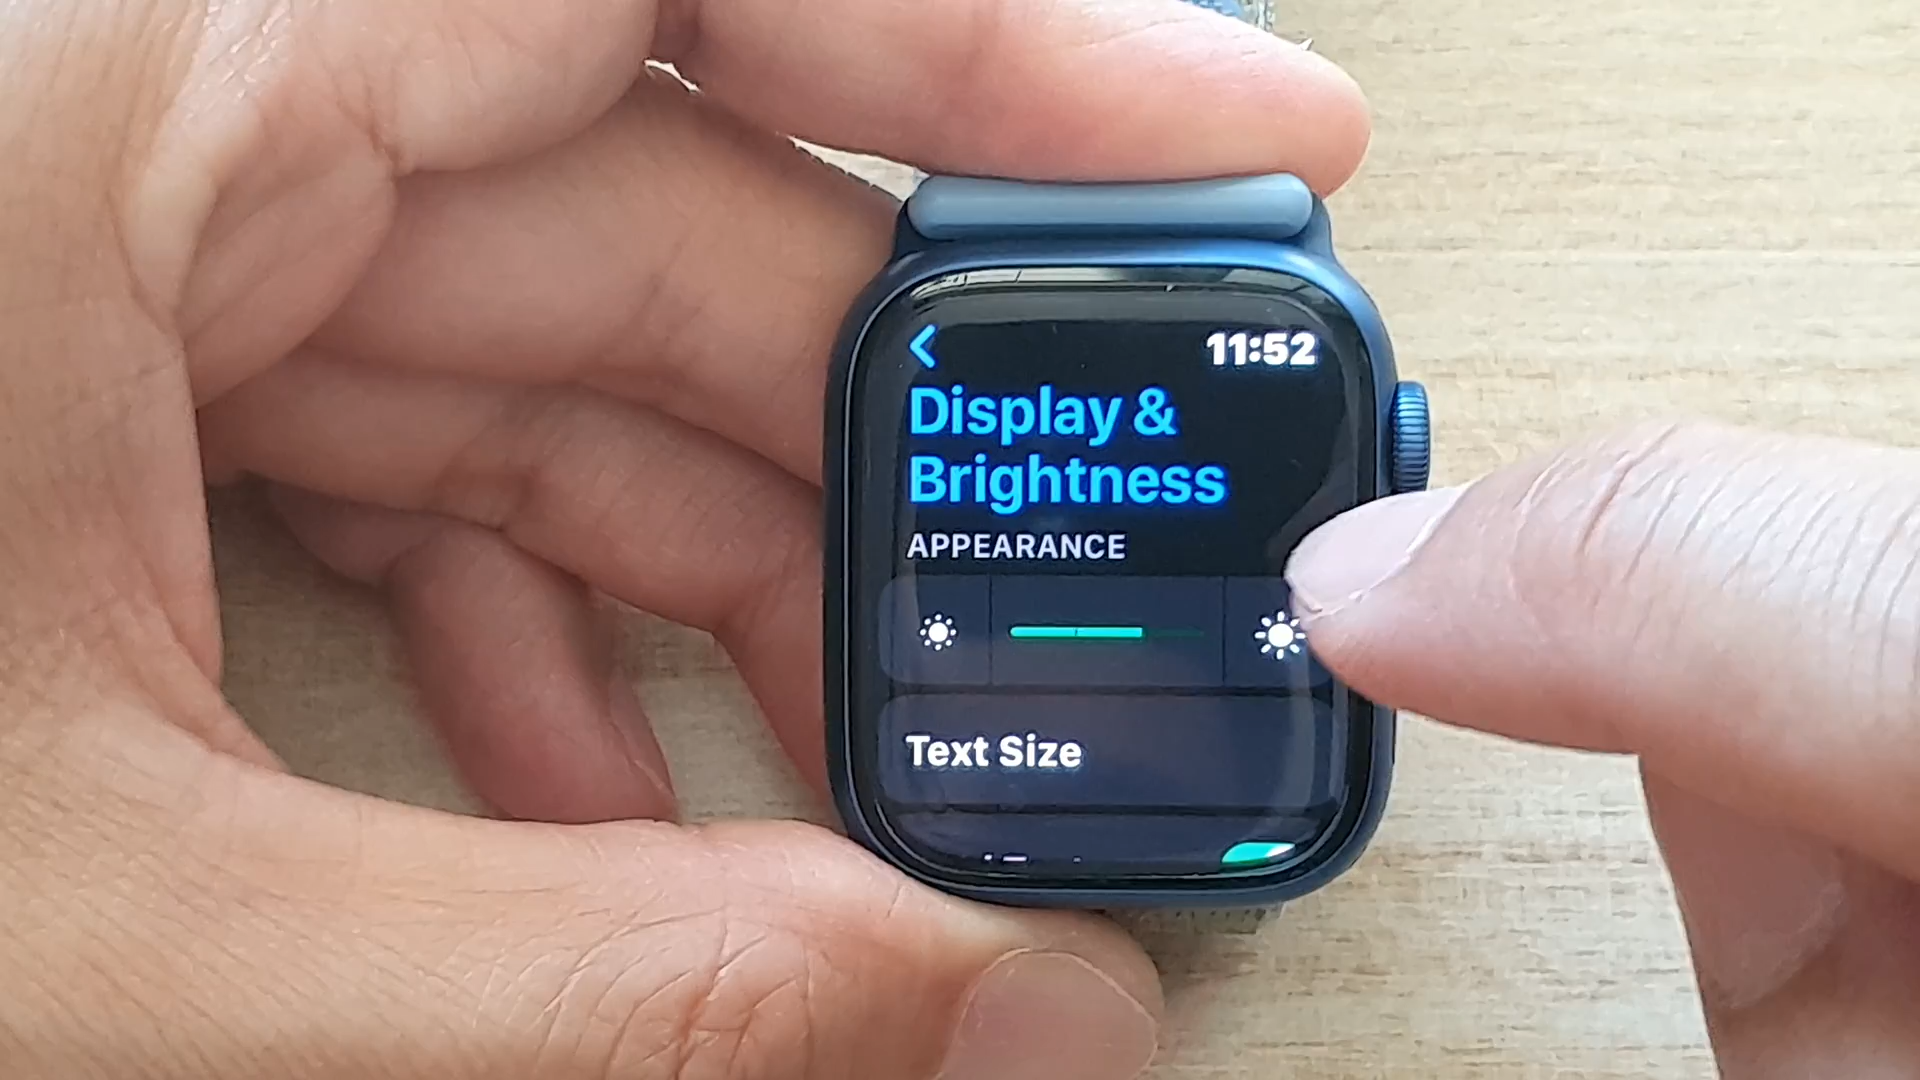 11:52
Display &
Brightness
APPEARANCE
Text Size